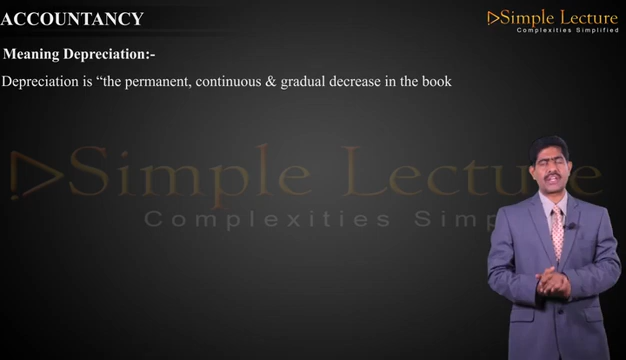 ACCOUNTANCY
Simple Lecture
Complexities Simplified
Meaning Depreciation:-
Depreciation is “the permanent, continuous & gradual decrease in the book
Simple Lecture
Complexities Simp